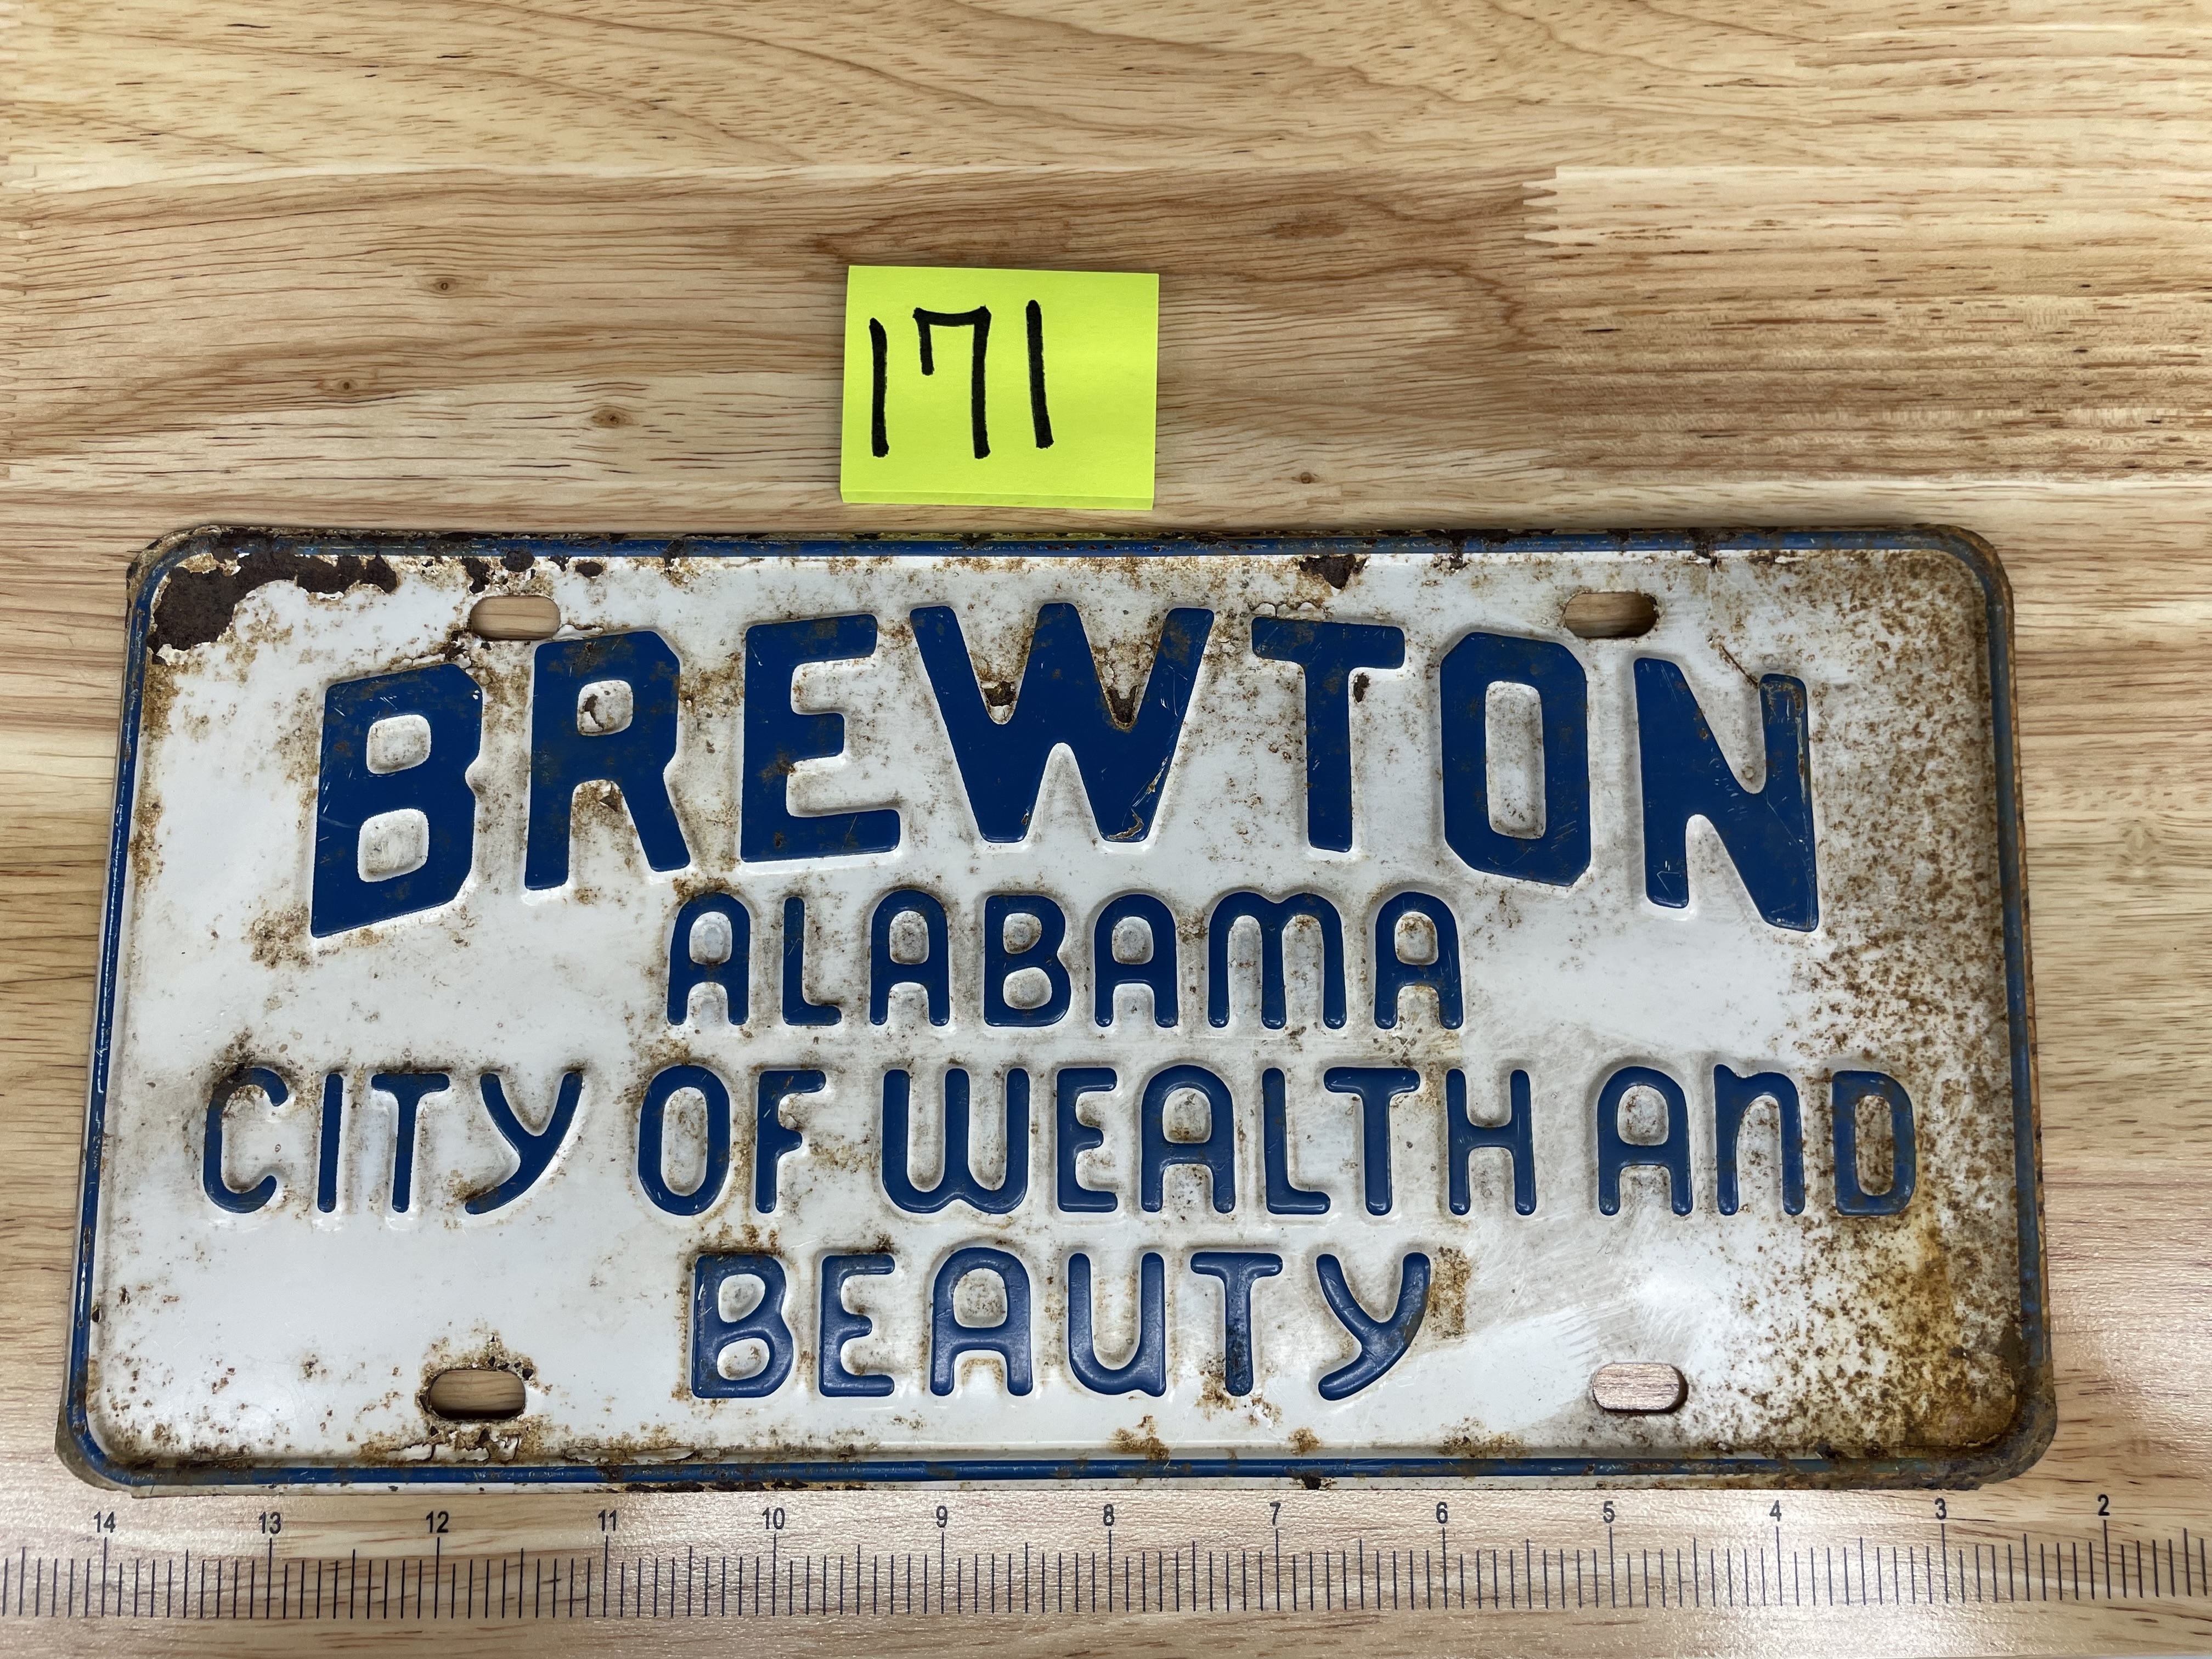 171
BREWTON
ALABAMA
CITY OF WEALTH AND
BEAUTY
14 13 12 11 10 9 8 7 6 5 4 3 2